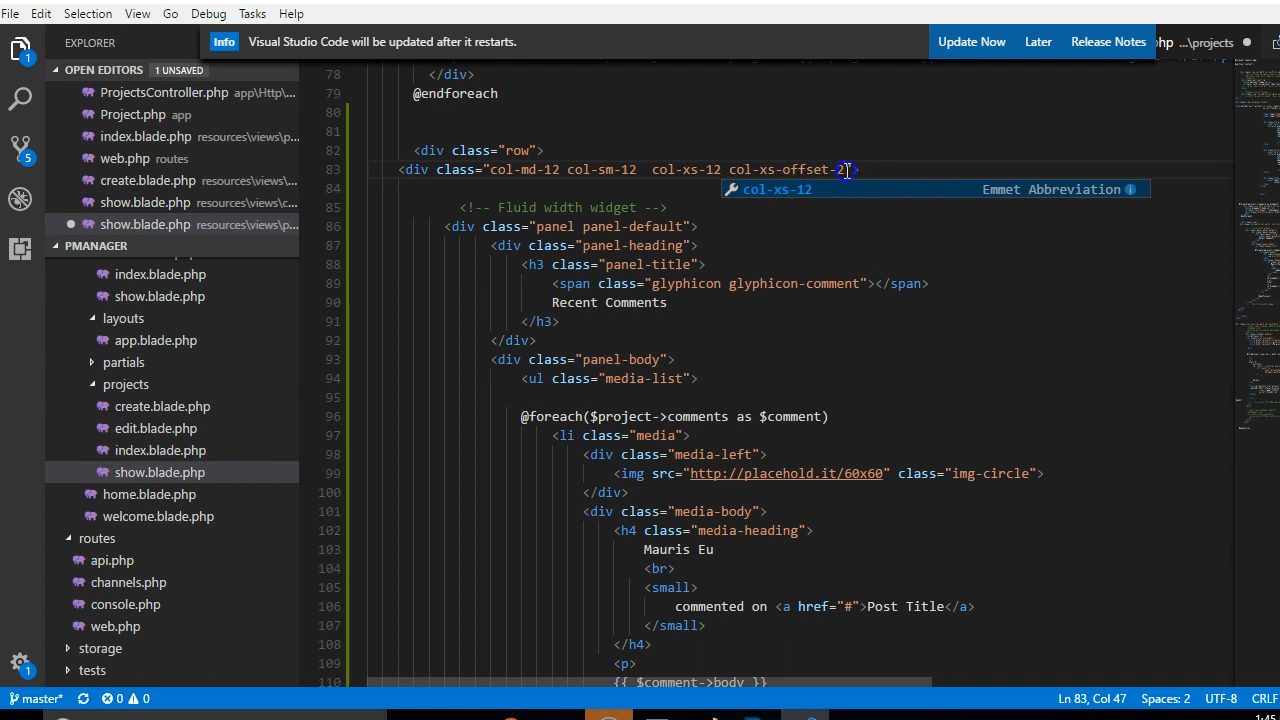 File Edit Selection View Go Debug Tasks Help
EXPLORER
Info Visual Studio Code will be updated after it restarts.
Update Now Later Release Notes
...\projects
OPEN EDITORS 1 UNSAVED
ProjectsController.php app\Http\...
Project.php app
index.blade.php resources\views\p...
web.php routes
create.blade.php resources\views\...
show.blade.php resources\views\c...
show.blade.php resources\views\p...
PMANAGER
index.blade.php
show.blade.php
layouts
app.blade.php
partials
projects
create.blade.php
edit.blade.php
index.blade.php
show.blade.php
home.blade.php
welcome.blade.php
routes
api.php
channels.php
console.php
web.php
storage
tests
78 </div>
79 @endforeach
80
81
82 <div class="row">
83 <div class="col-md-12 col-sm-12  col-xs-12 col-xs-offset-2
col-xs-12 Emmet Abbreviation
84
85 <!-- Fluid width widget -->
86 <div class="panel panel-default">
87 <div class="panel-heading">
88 <h3 class="panel-title">
89 <span class="glyphicon glyphicon-comment"></span>
90 Recent Comments
91 </h3>
92 </div>
93 <div class="panel-body">
94 <ul class="media-list">
95
96 @foreach($project->comments as $comment)
97 <li class="media">
98 <div class="media-left">
99 <img src="http://placehold.it/60x60" class="img-circle">
100 </div>
101 <div class="media-body">
102 <h4 class="media-heading">
103 Mauris Eu
104 <br>
105 <small>
106 commented on <a href="#">Post Title</a>
107 </small>
108 </h4>
109 <p>
110 {{ $comment->body }}
1
5
1
master* 0 0
Ln 83, Col 47 Spaces: 2 UTF-8 CRLF